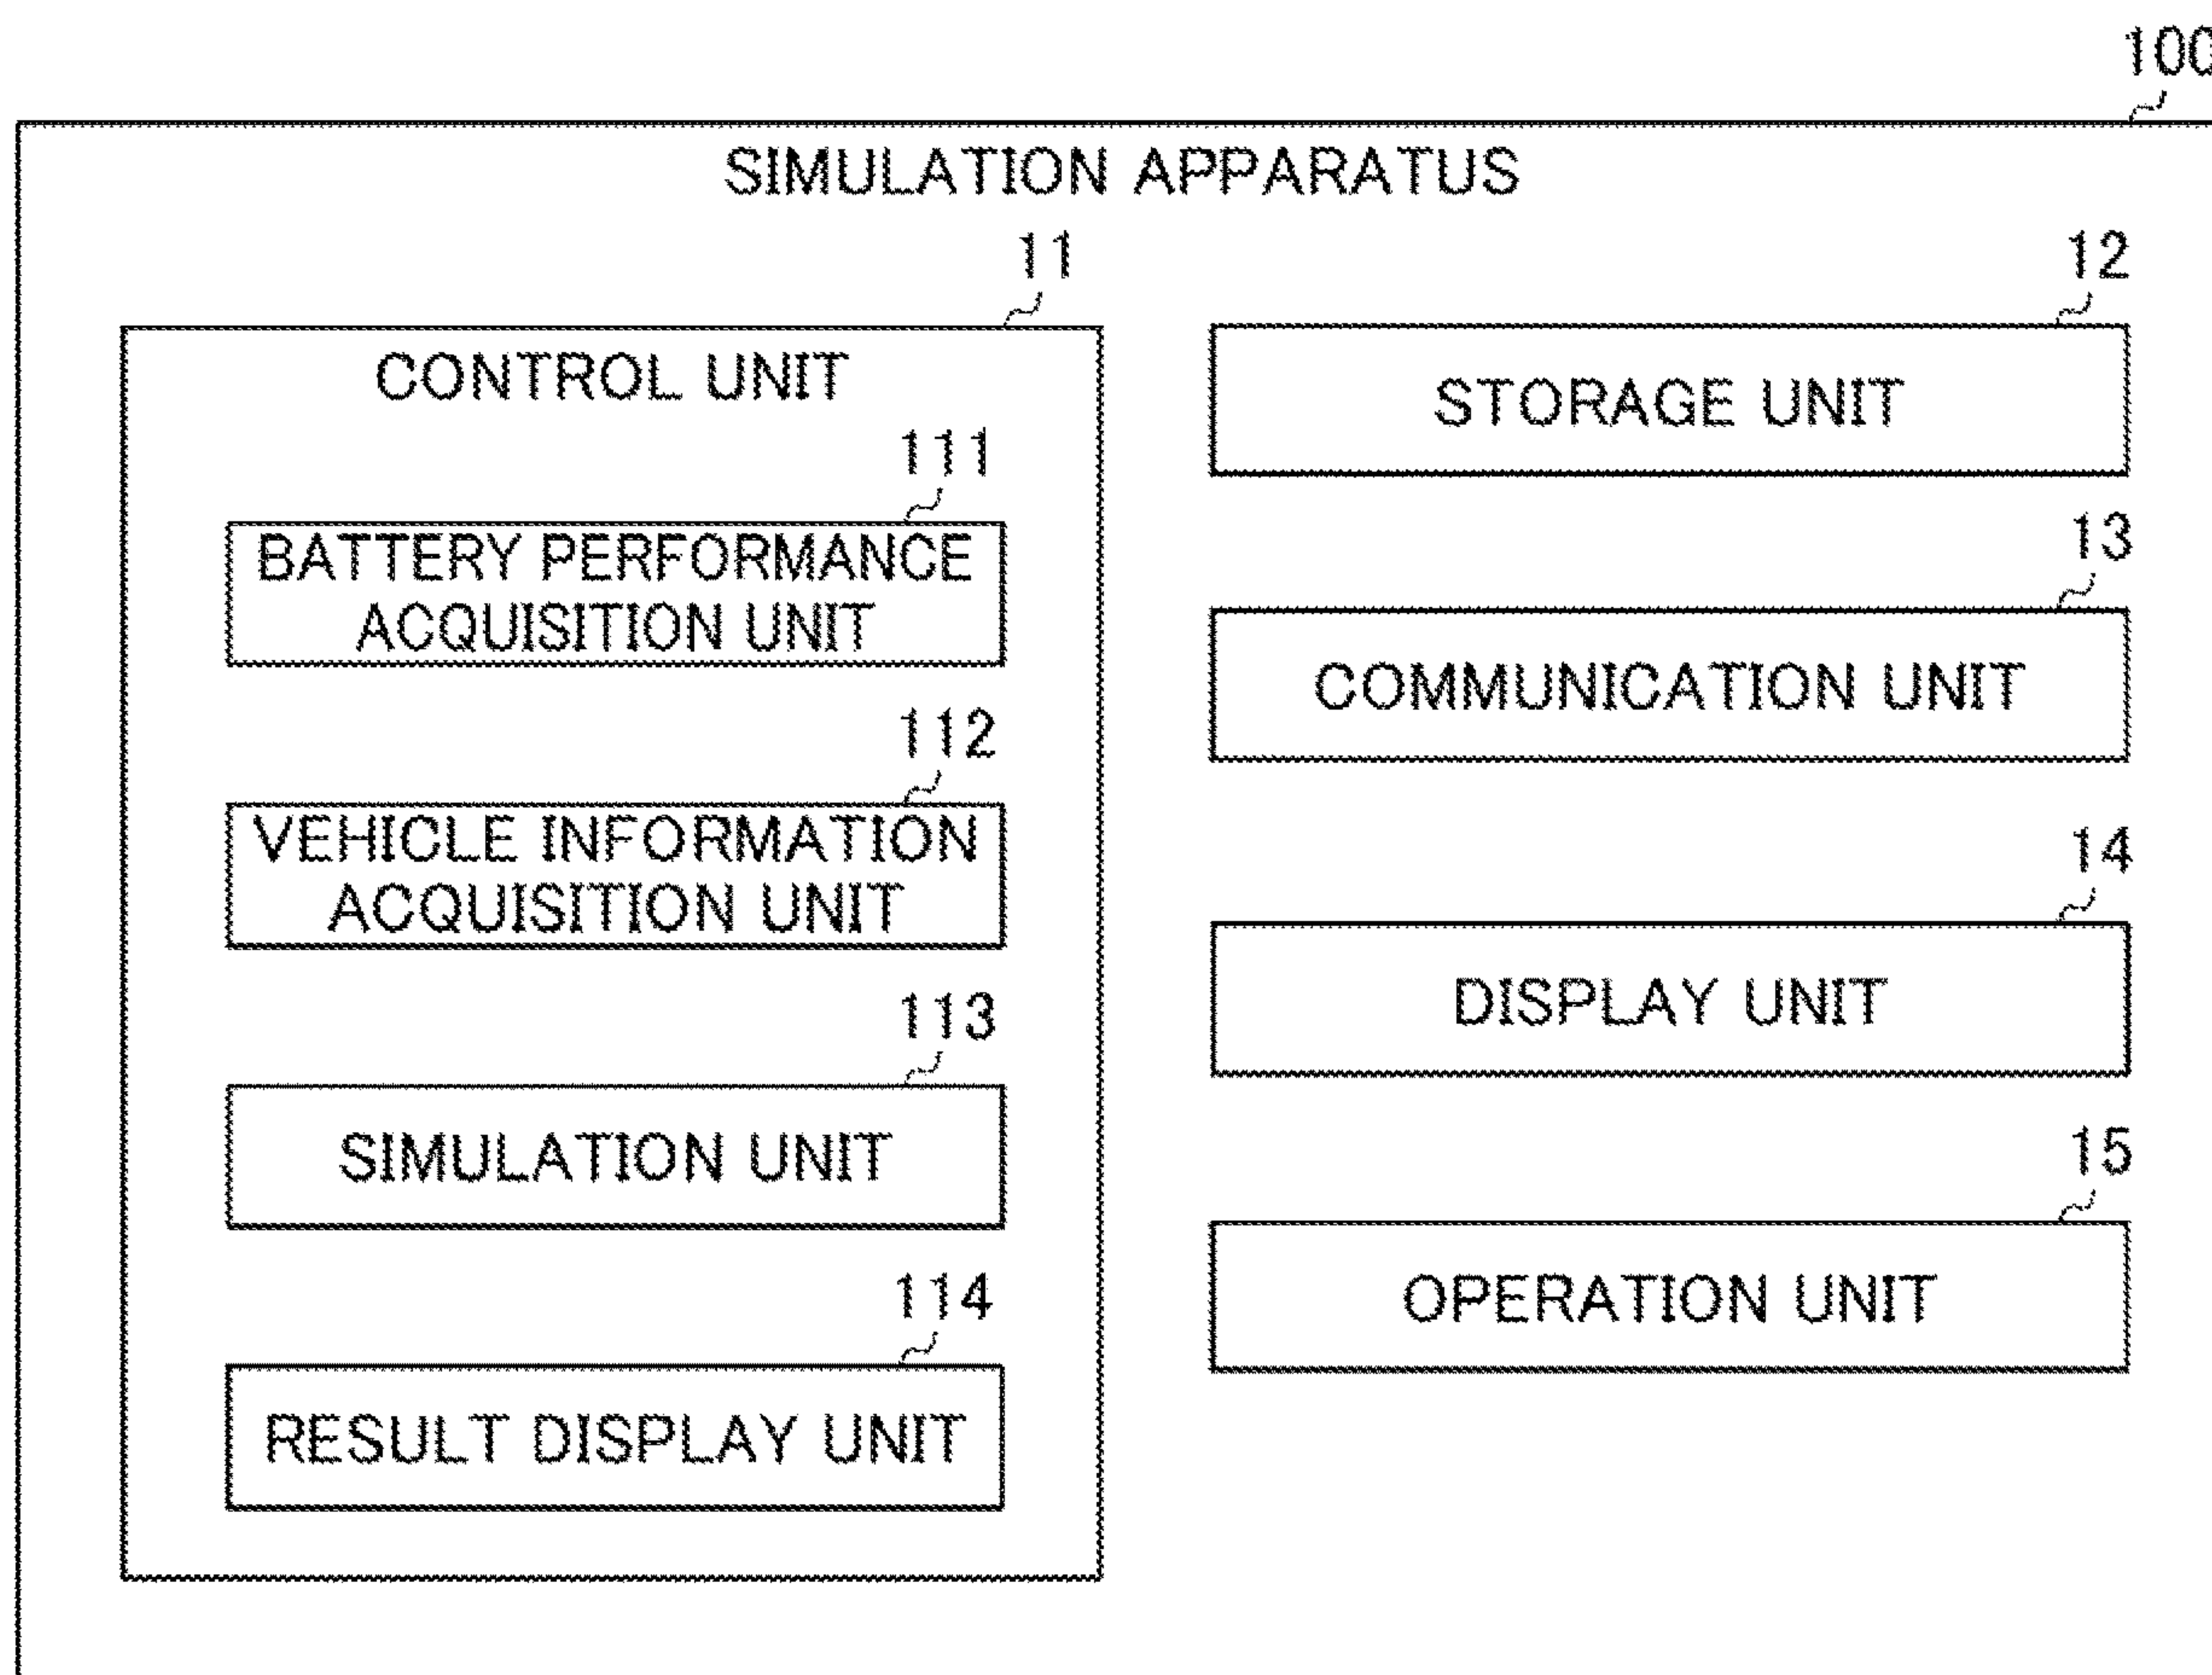 100
SIMULATION APPARATUS
11
CONTROL UNIT
111
BATTERY PERFORMANCE
ACQUISITION UNIT
112
VEHICLE INFORMATION
ACQUISITION UNIT
113
SIMULATION UNIT
114
RESULT DISPLAY UNIT
12
STORAGE UNIT
13
COMMUNICATION UNIT
14
DISPLAY UNIT
15
OPERATION UNIT